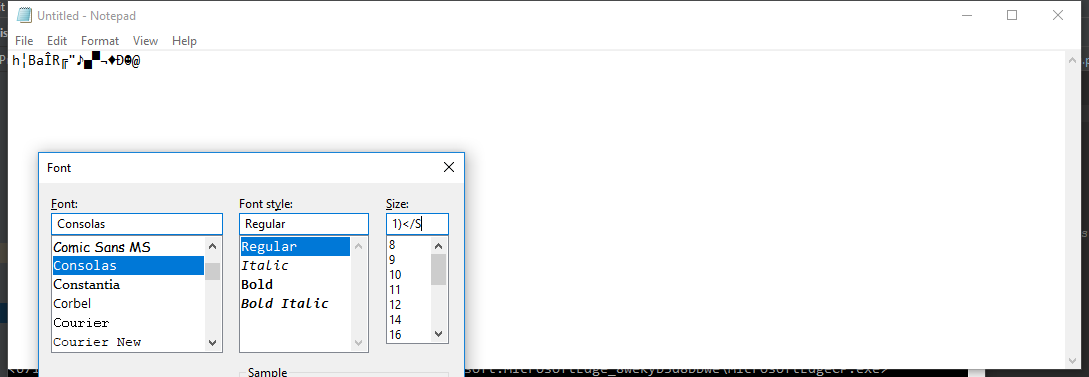 Untitled - Notepad
File Edit Format View Help
h¦BaÎR╔"♪▄▀¬♦Ð☻@
Font
Font: Font style: Size:
Consolas Regular 1)</S
Comic Sans MS Regular 8
Consolas Italic 9
Constantia Bold 10
Corbel Bold Italic 11
Courier 12
Courier New 14
16
Sample